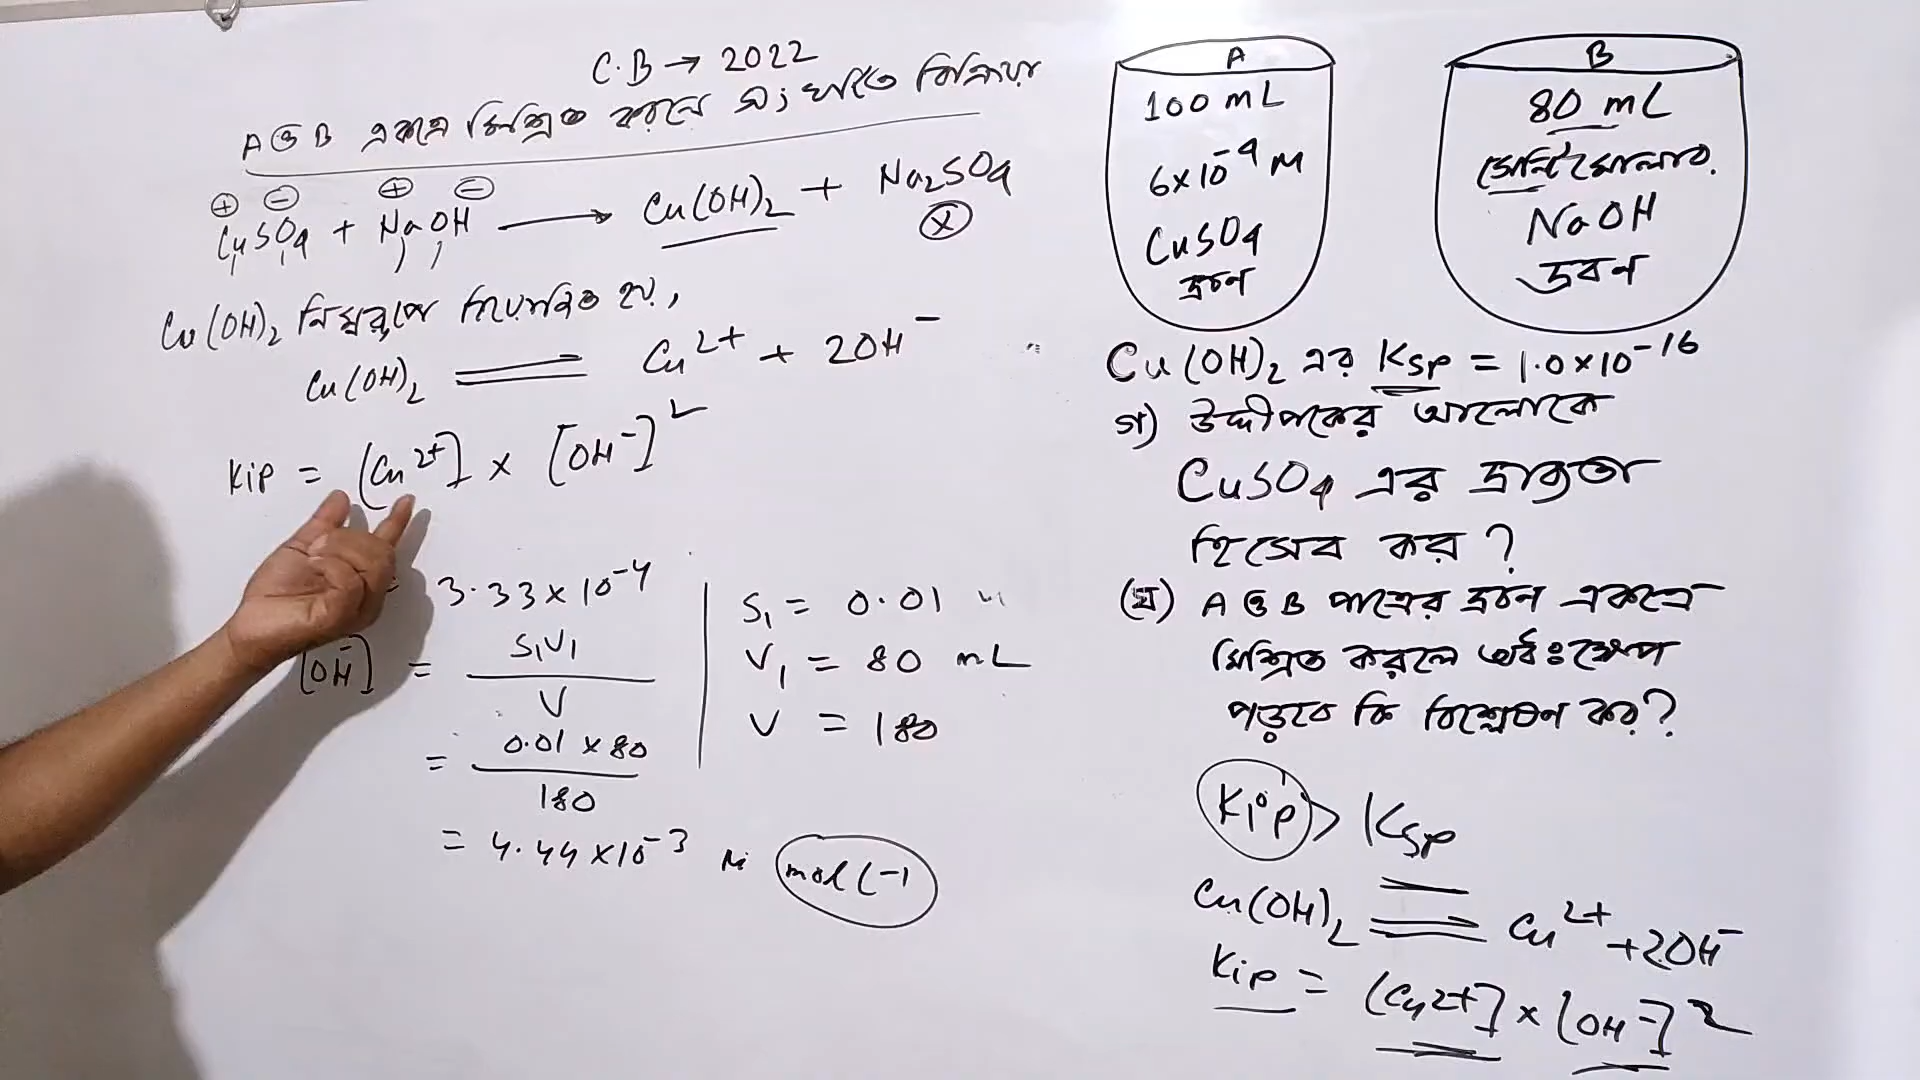 C.B → 2022
A ও B একত্রে মিশ্রিত করলে
CuSO4 + NaOH → Cu(OH)2 + Na2SO4
Cu(OH)2 নিম্নরূপে বিয়োজিত হয়,
Cu(OH)2 ⇌ Cu2+ + 2OH-
Kip = [Cu2+] × [OH-]2
= 3.33×10-4
[OH-] = S1V1 / V
= 0.01 × 80 / 180
= 4.44×10-3 M mol L-1
S1 = 0.01
V1 = 80 mL
V = 180
A
100 mL
6×10-4 M
CuSO4
দ্রবণ
B
80 mL
সেন্টিমোলার
NaOH
দ্রবণ
Cu(OH)2 এর Ksp = 1.0×10-16
গ) উদ্দীপকের আলোকে
CuSO4 এর দ্রাব্যতা
হিসেব কর?
(ঘ) A ও B পাত্রের দ্রবণ একত্রে
মিশ্রিত করলে অধঃক্ষেপ
পড়বে কি বিশ্লেষণ কর?
Kip > Ksp
Cu(OH)2 ⇌ Cu2+ + 2OH-
Kip = [Cu2+] × [OH-]2